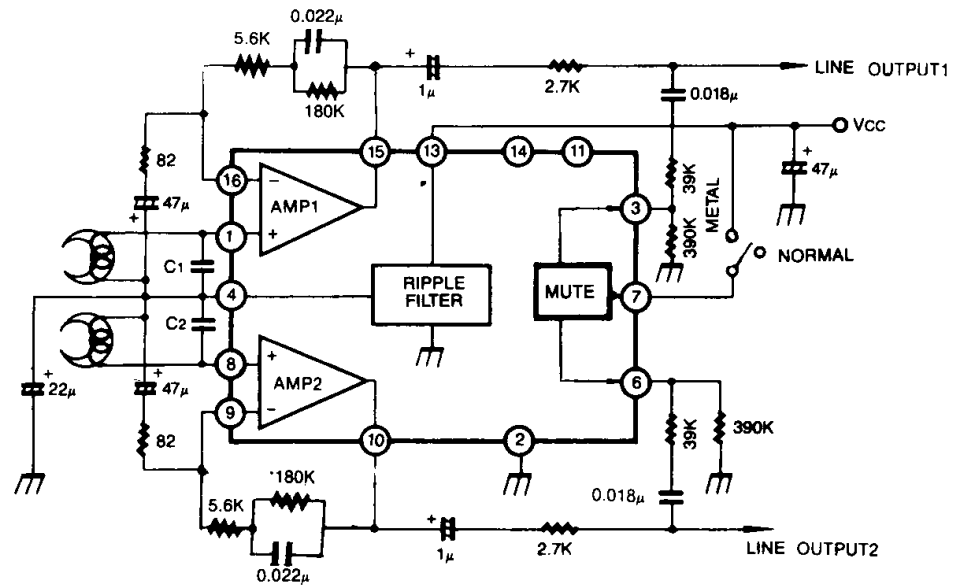 0.022μ
5.6K
180K
+
1μ
2.7K
LINE OUTPUT1
0.018μ
VCC
15
13
14
11
82
16
−
AMP1
39K
METAL
+
47μ
47μ
+
3
390K
NORMAL
1
+
C1
4
RIPPLE
FILTER
MUTE
7
C2
8
+
AMP2
6
+
22μ
+
47μ
9
−
39K
390K
82
10
2
180K
5.6K
0.018μ
+
1μ
2.7K
0.022μ
LINE OUTPUT2